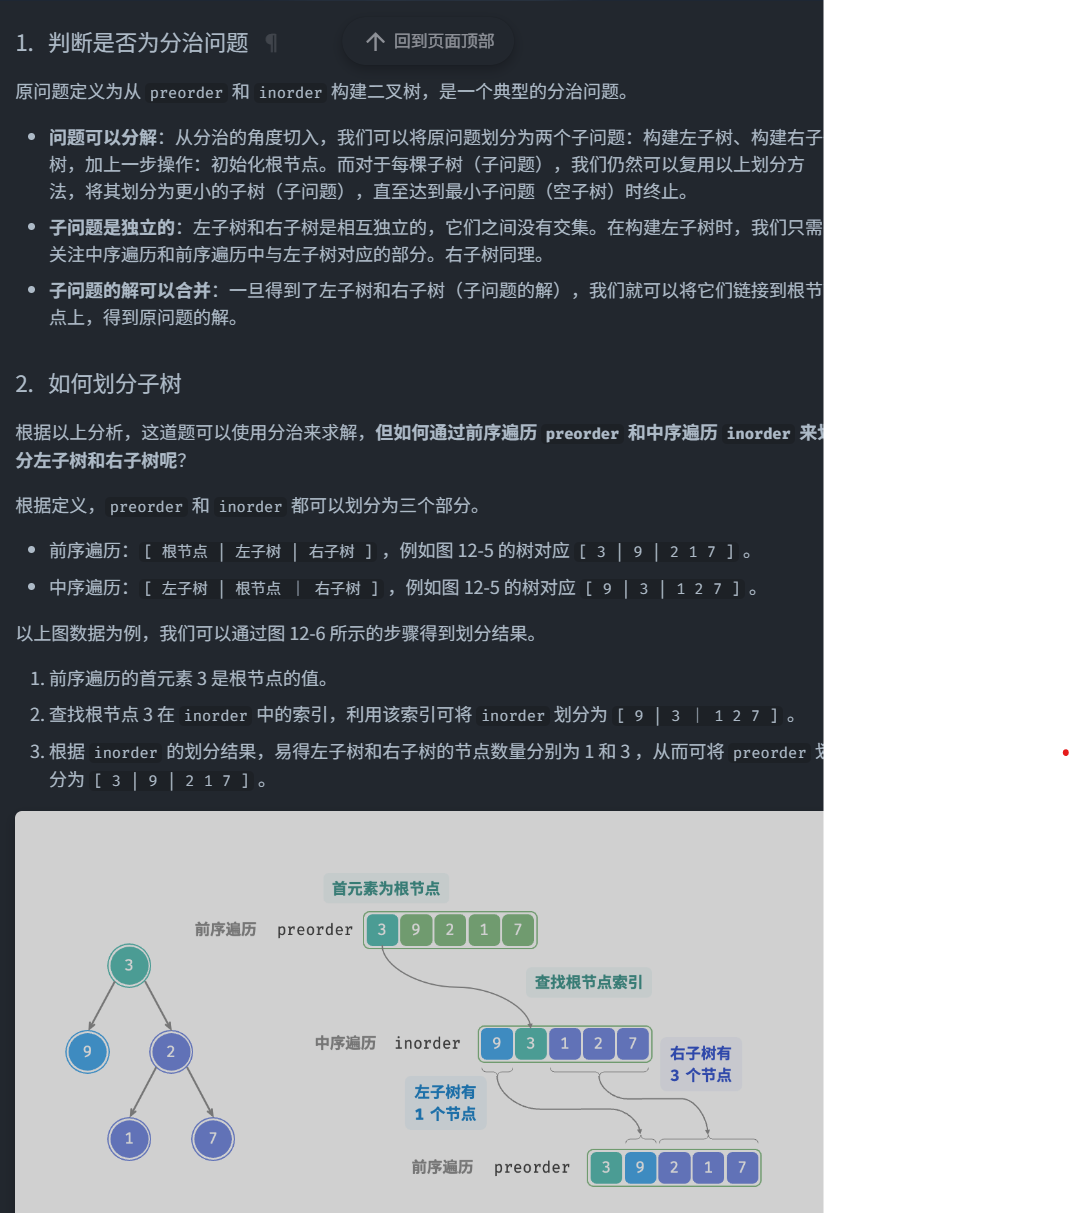 1. 判断是否为分治问题 ¶
回到页面顶部
原问题定义为从 preorder 和 inorder 构建二叉树，是一个典型的分治问题。
• 问题可以分解：从分治的角度切入，我们可以将原问题划分为两个子问题：构建左子树、构建右子
树，加上一步操作：初始化根节点。而对于每棵子树（子问题），我们仍然可以复用以上划分方
法，将其划分为更小的子树（子问题），直至达到最小子问题（空子树）时终止。
• 子问题是独立的：左子树和右子树是相互独立的，它们之间没有交集。在构建左子树时，我们只需
关注中序遍历和前序遍历中与左子树对应的部分。右子树同理。
• 子问题的解可以合并：一旦得到了左子树和右子树（子问题的解），我们就可以将它们链接到根节
点上，得到原问题的解。
2. 如何划分子树
根据以上分析，这道题可以使用分治来求解，但如何通过前序遍历 preorder 和中序遍历 inorder 来划
分左子树和右子树呢？
根据定义，preorder 和 inorder 都可以划分为三个部分。
• 前序遍历：[ 根节点 | 左子树 | 右子树 ] ，例如图 12-5 的树对应 [ 3 | 9 | 2 1 7 ] 。
• 中序遍历：[ 左子树 | 根节点 ｜ 右子树 ] ，例如图 12-5 的树对应 [ 9 | 3 | 1 2 7 ] 。
以上图数据为例，我们可以通过图 12-6 所示的步骤得到划分结果。
1. 前序遍历的首元素 3 是根节点的值。
2. 查找根节点 3 在 inorder 中的索引，利用该索引可将 inorder 划分为 [ 9 | 3 ｜ 1 2 7 ] 。
3. 根据 inorder 的划分结果，易得左子树和右子树的节点数量分别为 1 和 3 ，从而可将 preorder 划
分为 [ 3 | 9 | 2 1 7 ] 。
首元素为根节点
前序遍历 preorder 3 9 2 1 7
3
查找根节点索引
中序遍历 inorder 9 3 1 2 7
9 2
右子树有
3 个节点
左子树有
1 个节点
1 7
前序遍历 preorder 3 9 2 1 7